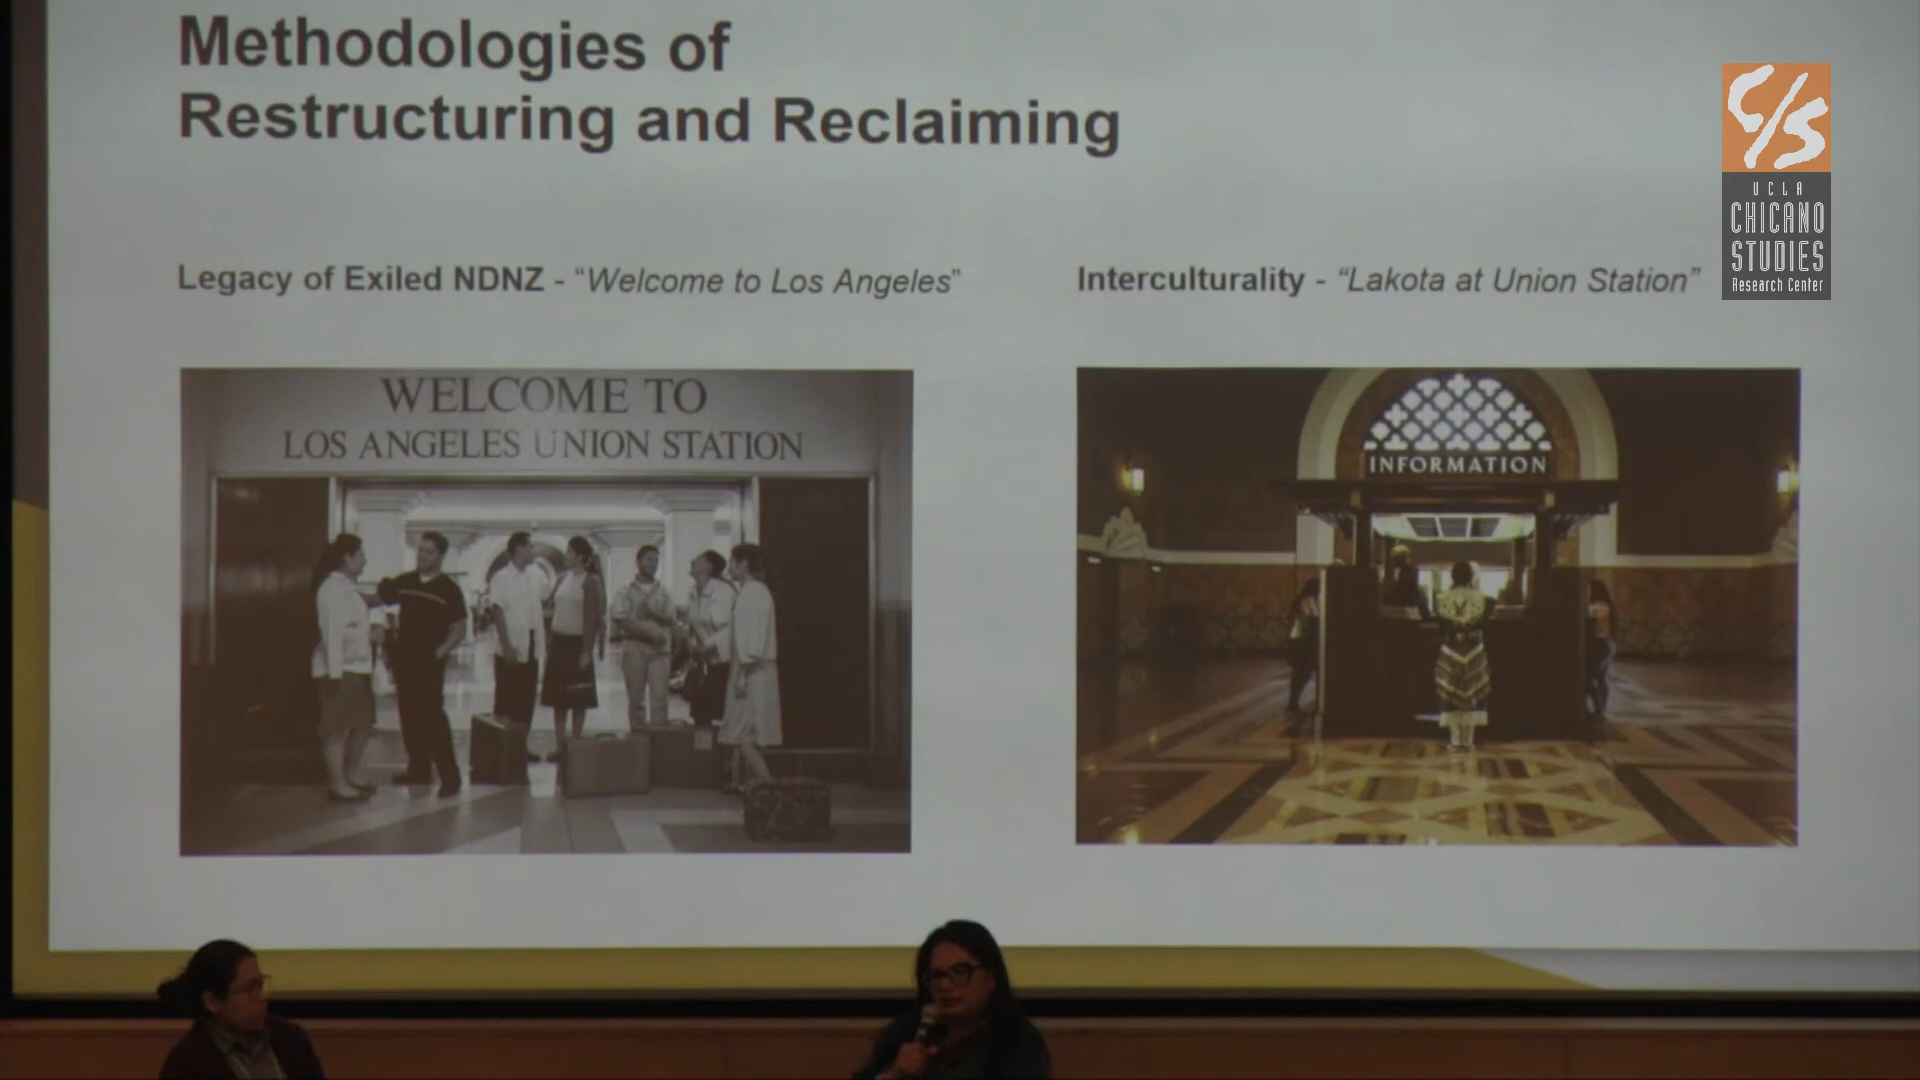 Methodologies of
Restructuring and Reclaiming
Legacy of Exiled NDNZ - “Welcome to Los Angeles”
WELCOME TO
LOS ANGELES UNION STATION
Interculturality - “Lakota at Union Station”
INFORMATION
C/S
UCLA
CHICANO
STUDIES
Research Center